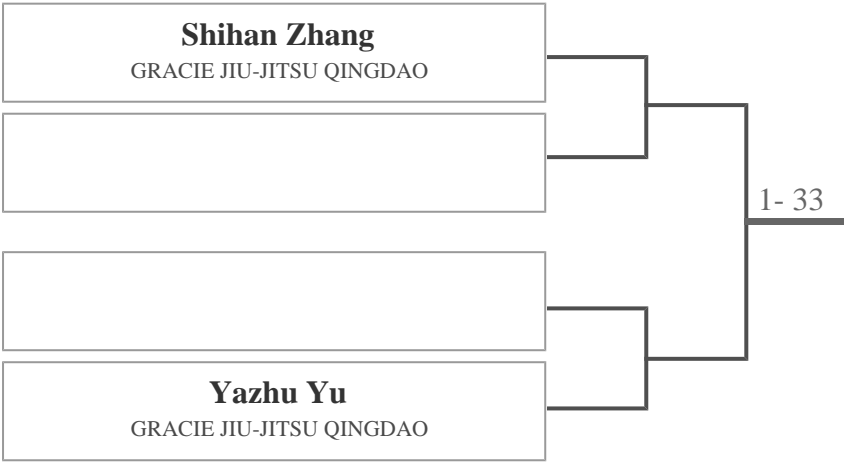 Shihan Zhang
GRACIE JIU-JITSU QINGDAO
1- 33
Yazhu Yu
GRACIE JIU-JITSU QINGDAO